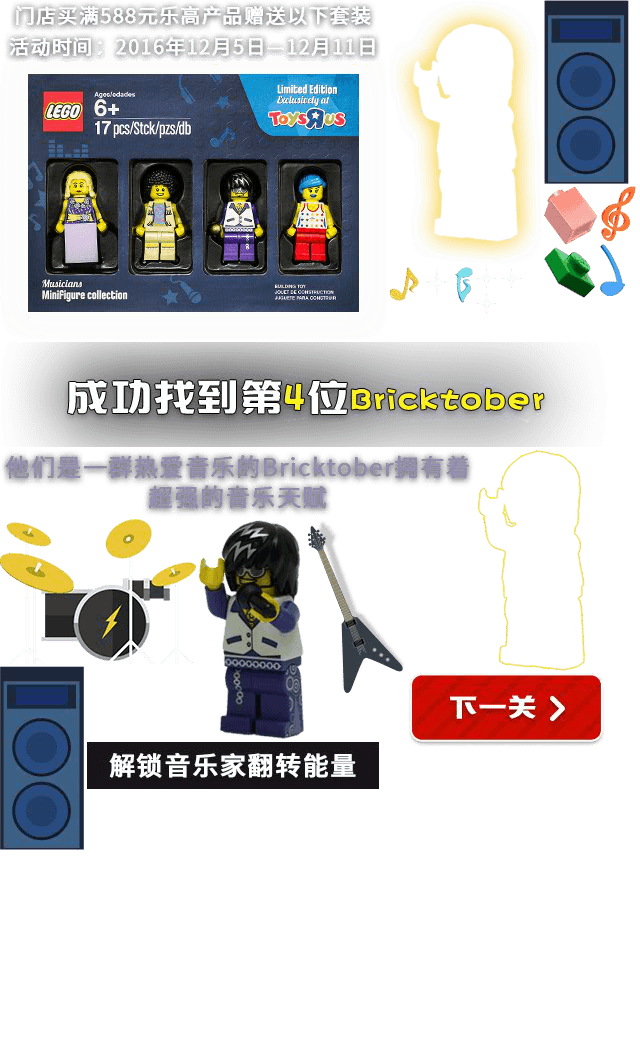 门店买满588元乐高产品赠送以下套装
活动时间：2016年12月5日—12月11日
LEGO
Ages/edades
6+
17 pcs/Stck/pzs/db
Limited Edition
Exclusively at
ToysRUs
Musicians
Minifigure collection
BUILDING TOY
JOUET DE CONSTRUCTION
JUGUETE PARA CONSTRUIR
成功找到第4位Bricktober
他们是一群热爱音乐的Bricktober拥有着
超强的音乐天赋
下一关
解锁音乐家翻转能量